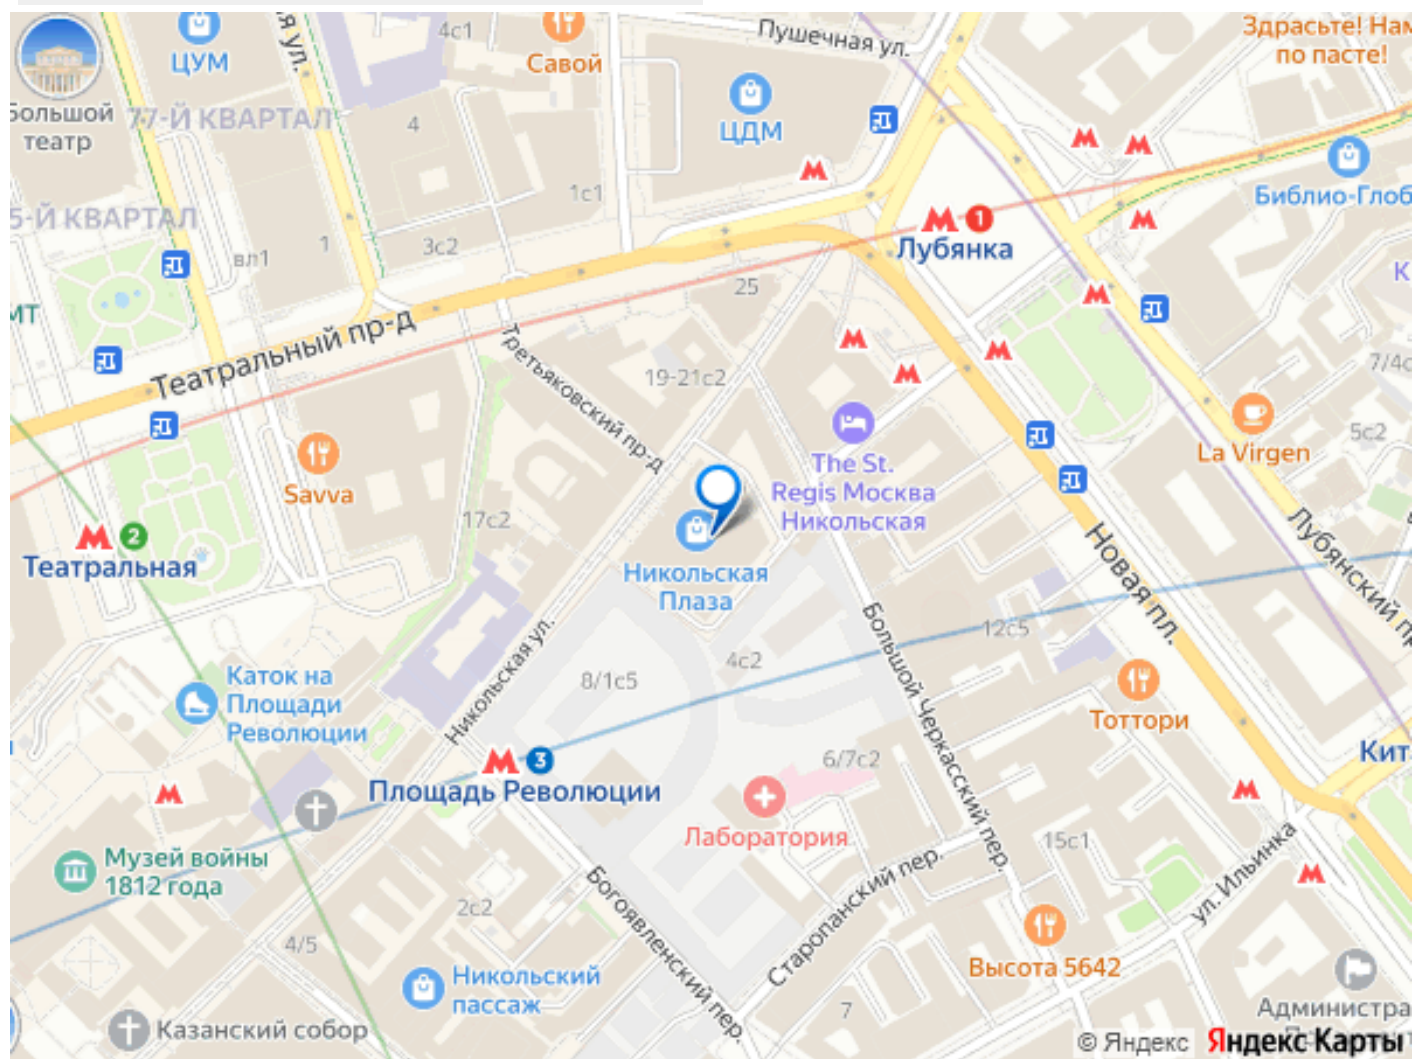 4с1
Пушечная ул.
Здрасьте! Нам
по пасте!
ЦУМ
Савой
я ул.
Большой
театр
77-Й КВАРТАЛ
4
ЦДМ
Библио-Глоб
1с1
5-Й КВАРТАЛ
1
3с2
вл1
1
Лубянка
К
25
МТ
Театральный пр-д
Третьяковский пр-д
19-21с2
7/4с
5с2
La Virgen
The St.
Regis Москва
Никольская
Savva
17с2
2
Театральная
Никольская
Плаза
Новая пл.
Лубянский пр
Большой Черкасский пер.
12с5
Никольская ул.
4с2
8/1с5
Каток на
Площади
Революции
Тоттори
Кит
3
Площадь Революции
6/7с2
Лаборатория
Музей войны
1812 года
15с1
ул. Ильинка
Старопанский пер.
Богоявленский пер.
2с2
4/5
Высота 5642
Никольский
пассаж
7
Казанский собор
Администра
© Яндекс
Яндекс Карты